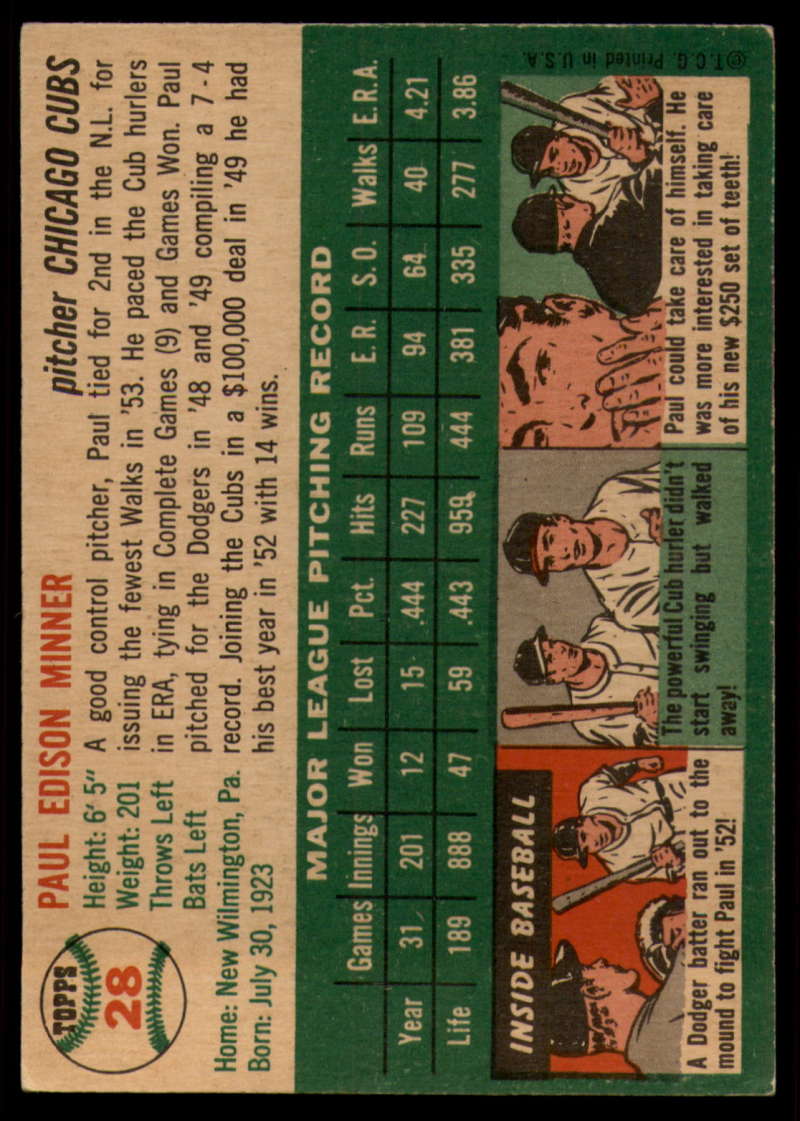 TOPPS
28
PAUL EDISON MINNER
pitcher CHICAGO CUBS
Height: 6' 5"
Weight: 201
Throws Left
Bats Left
Home: New Wilmington, Pa.
Born: July 30, 1923
A good control pitcher, Paul tied for 2nd in the N.L. for
issuing the fewest Walks in '53. He paced the Cub hurlers
in ERA, tying in Complete Games (9) and Games Won. Paul
pitched for the Dodgers in '48 and '49 compiling a 7-4
record. Joining the Cubs in a $100,000 deal in '49 he had
his best year in '52 with 14 wins.
MAJOR LEAGUE PITCHING RECORD
Games Innings Won Lost Pct. Hits Runs E.R. S.O. Walks E.R.A.
Year 31 201 12 15 .444 227 109 94 64 40 4.21
Life 189 888 47 59 .443 959 444 381 335 277 3.86
INSIDE BASEBALL
A Dodger batter ran out to the
mound to fight Paul in '52!
The powerful Cub hurler didn't
start swinging but walked
away!
Paul could take care of himself. He
was more interested in taking care
of his new $250 set of teeth!
©T.C.G. Printed in U.S.A.